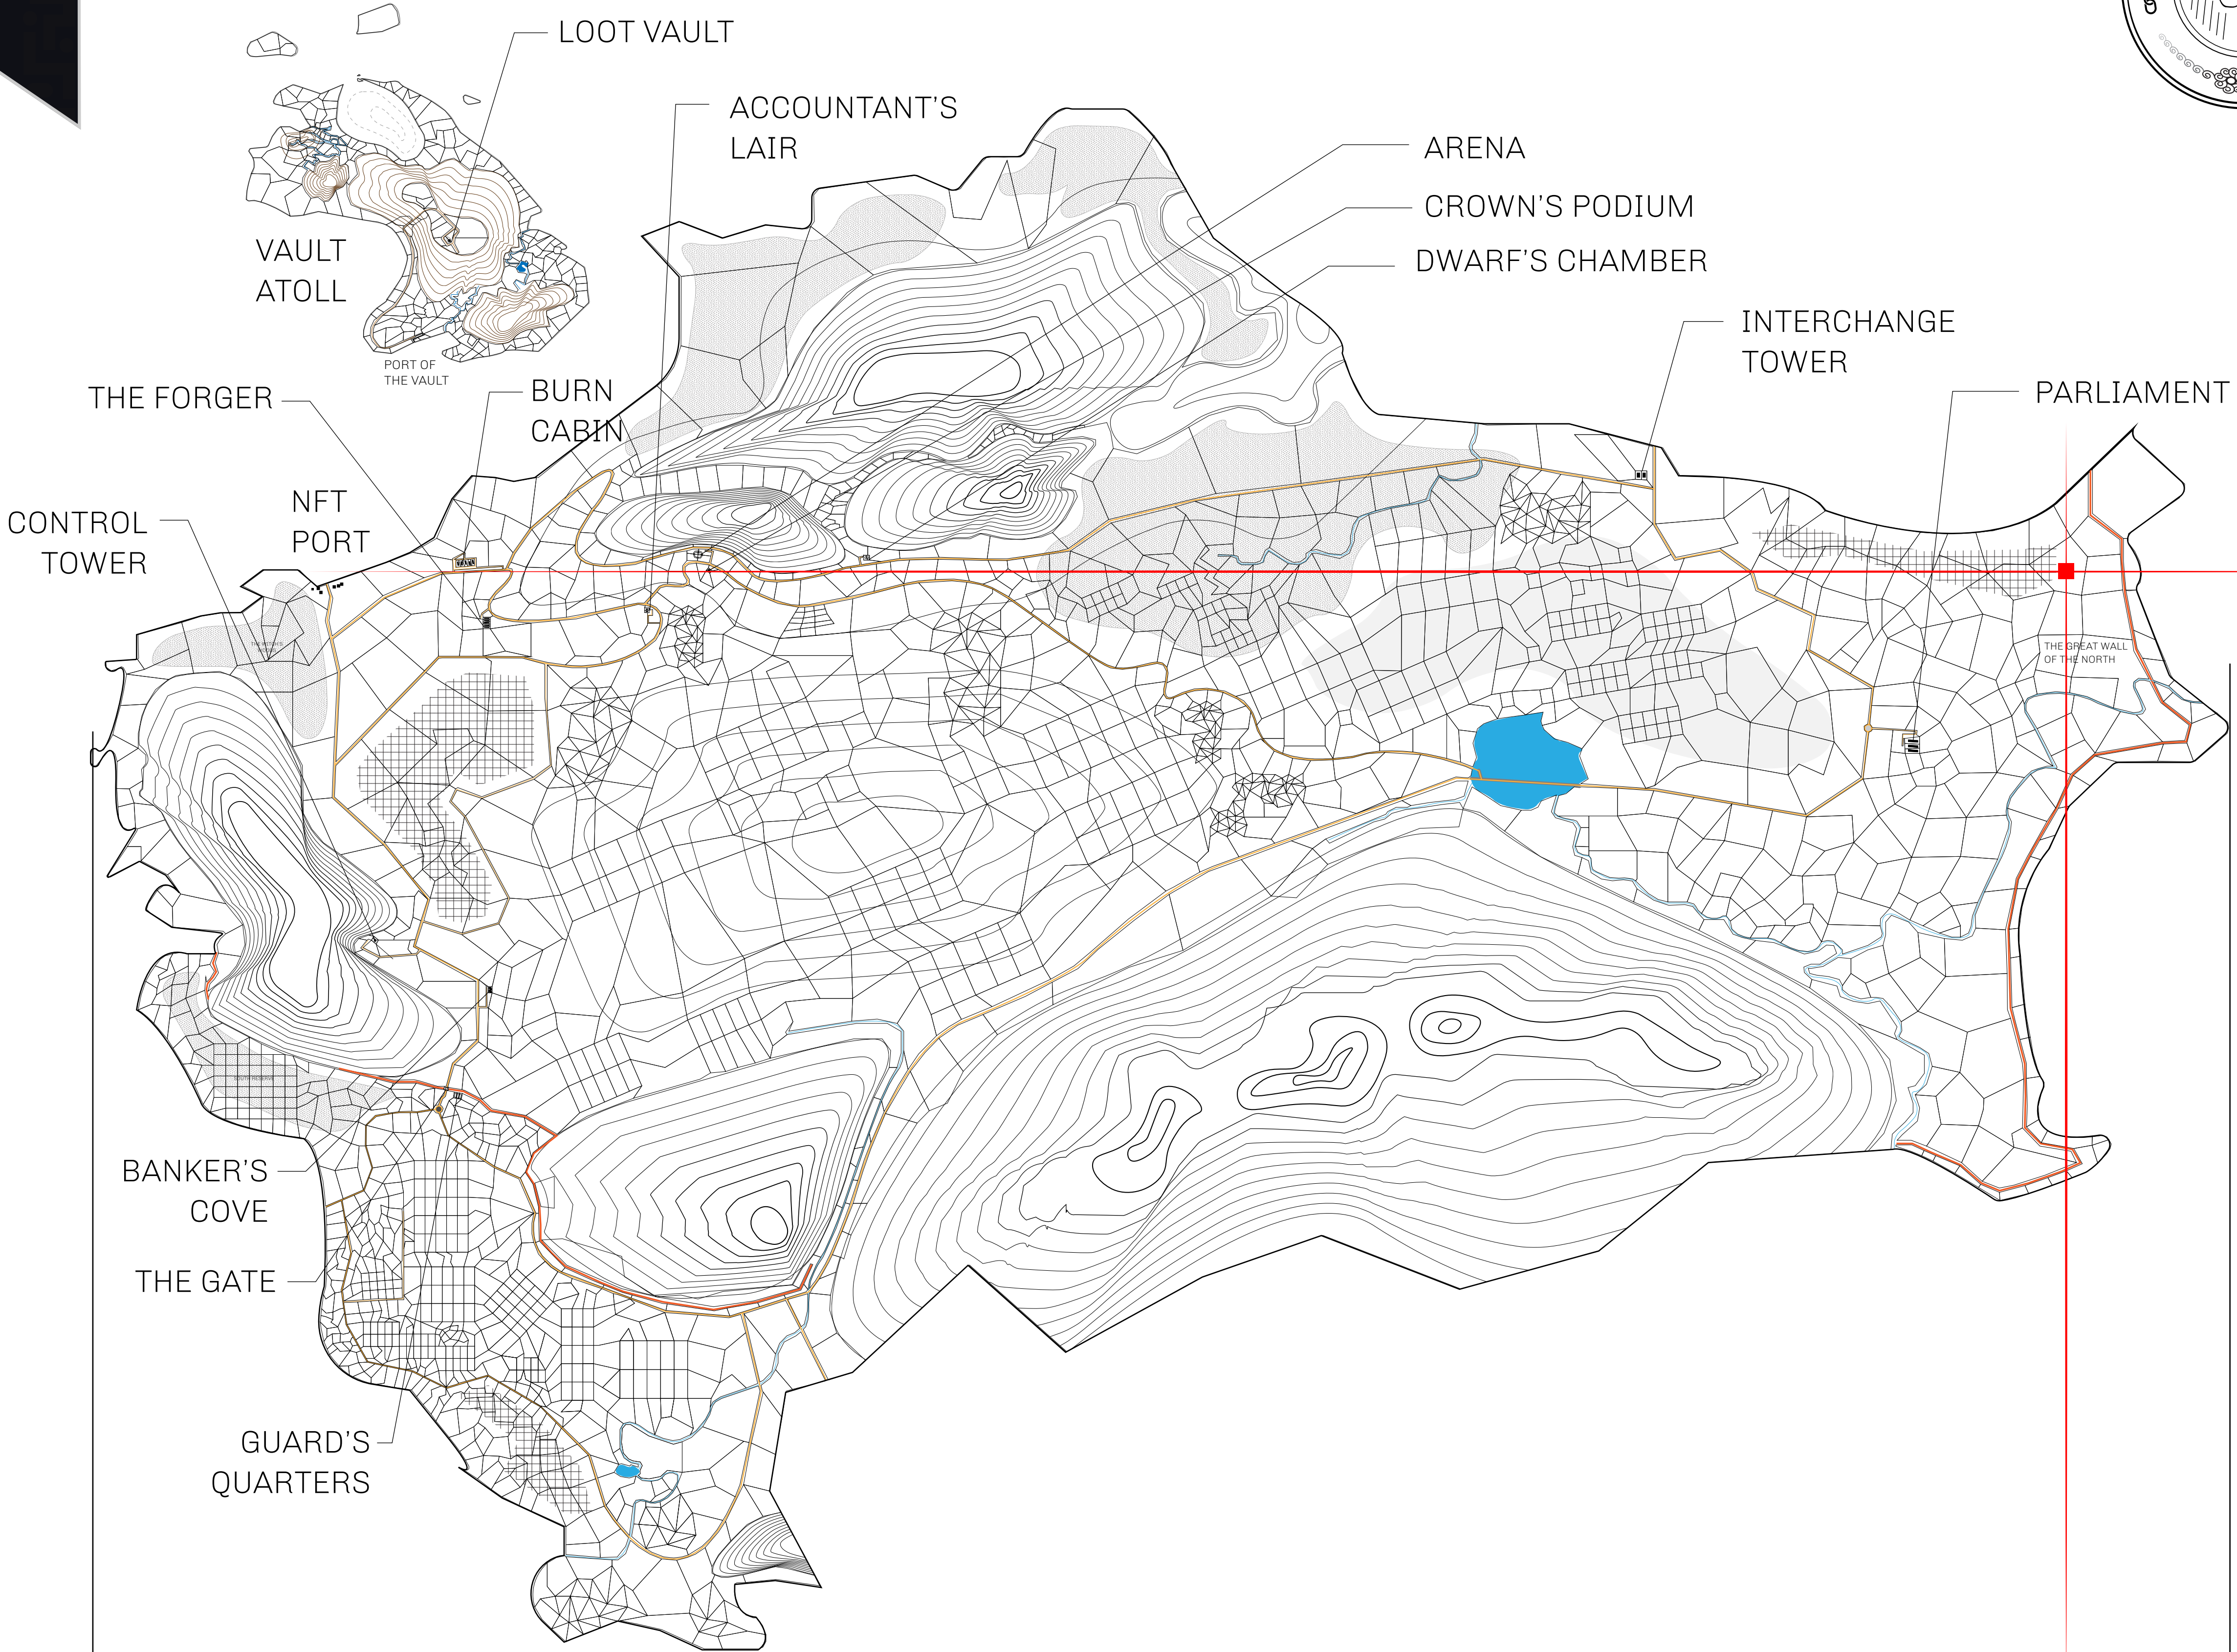 LOOT VAULT
ACCOUNTANT'S
LAIR
ARENA
CROWN'S PODIUM
DWARF'S CHAMBER
VAULT
ATOLL
INTERCHANGE
TOWER
PORT OF
THE VAULT
THE FORGER
BURN
CABIN
PARLIAMENT
NFT
PORT
CONTROL
TOWER
THE GREAT WALL
OF THE NORTH
SOUTH RESERVE
BANKER'S
COVE
THE GATE
GUARD'S
QUARTERS